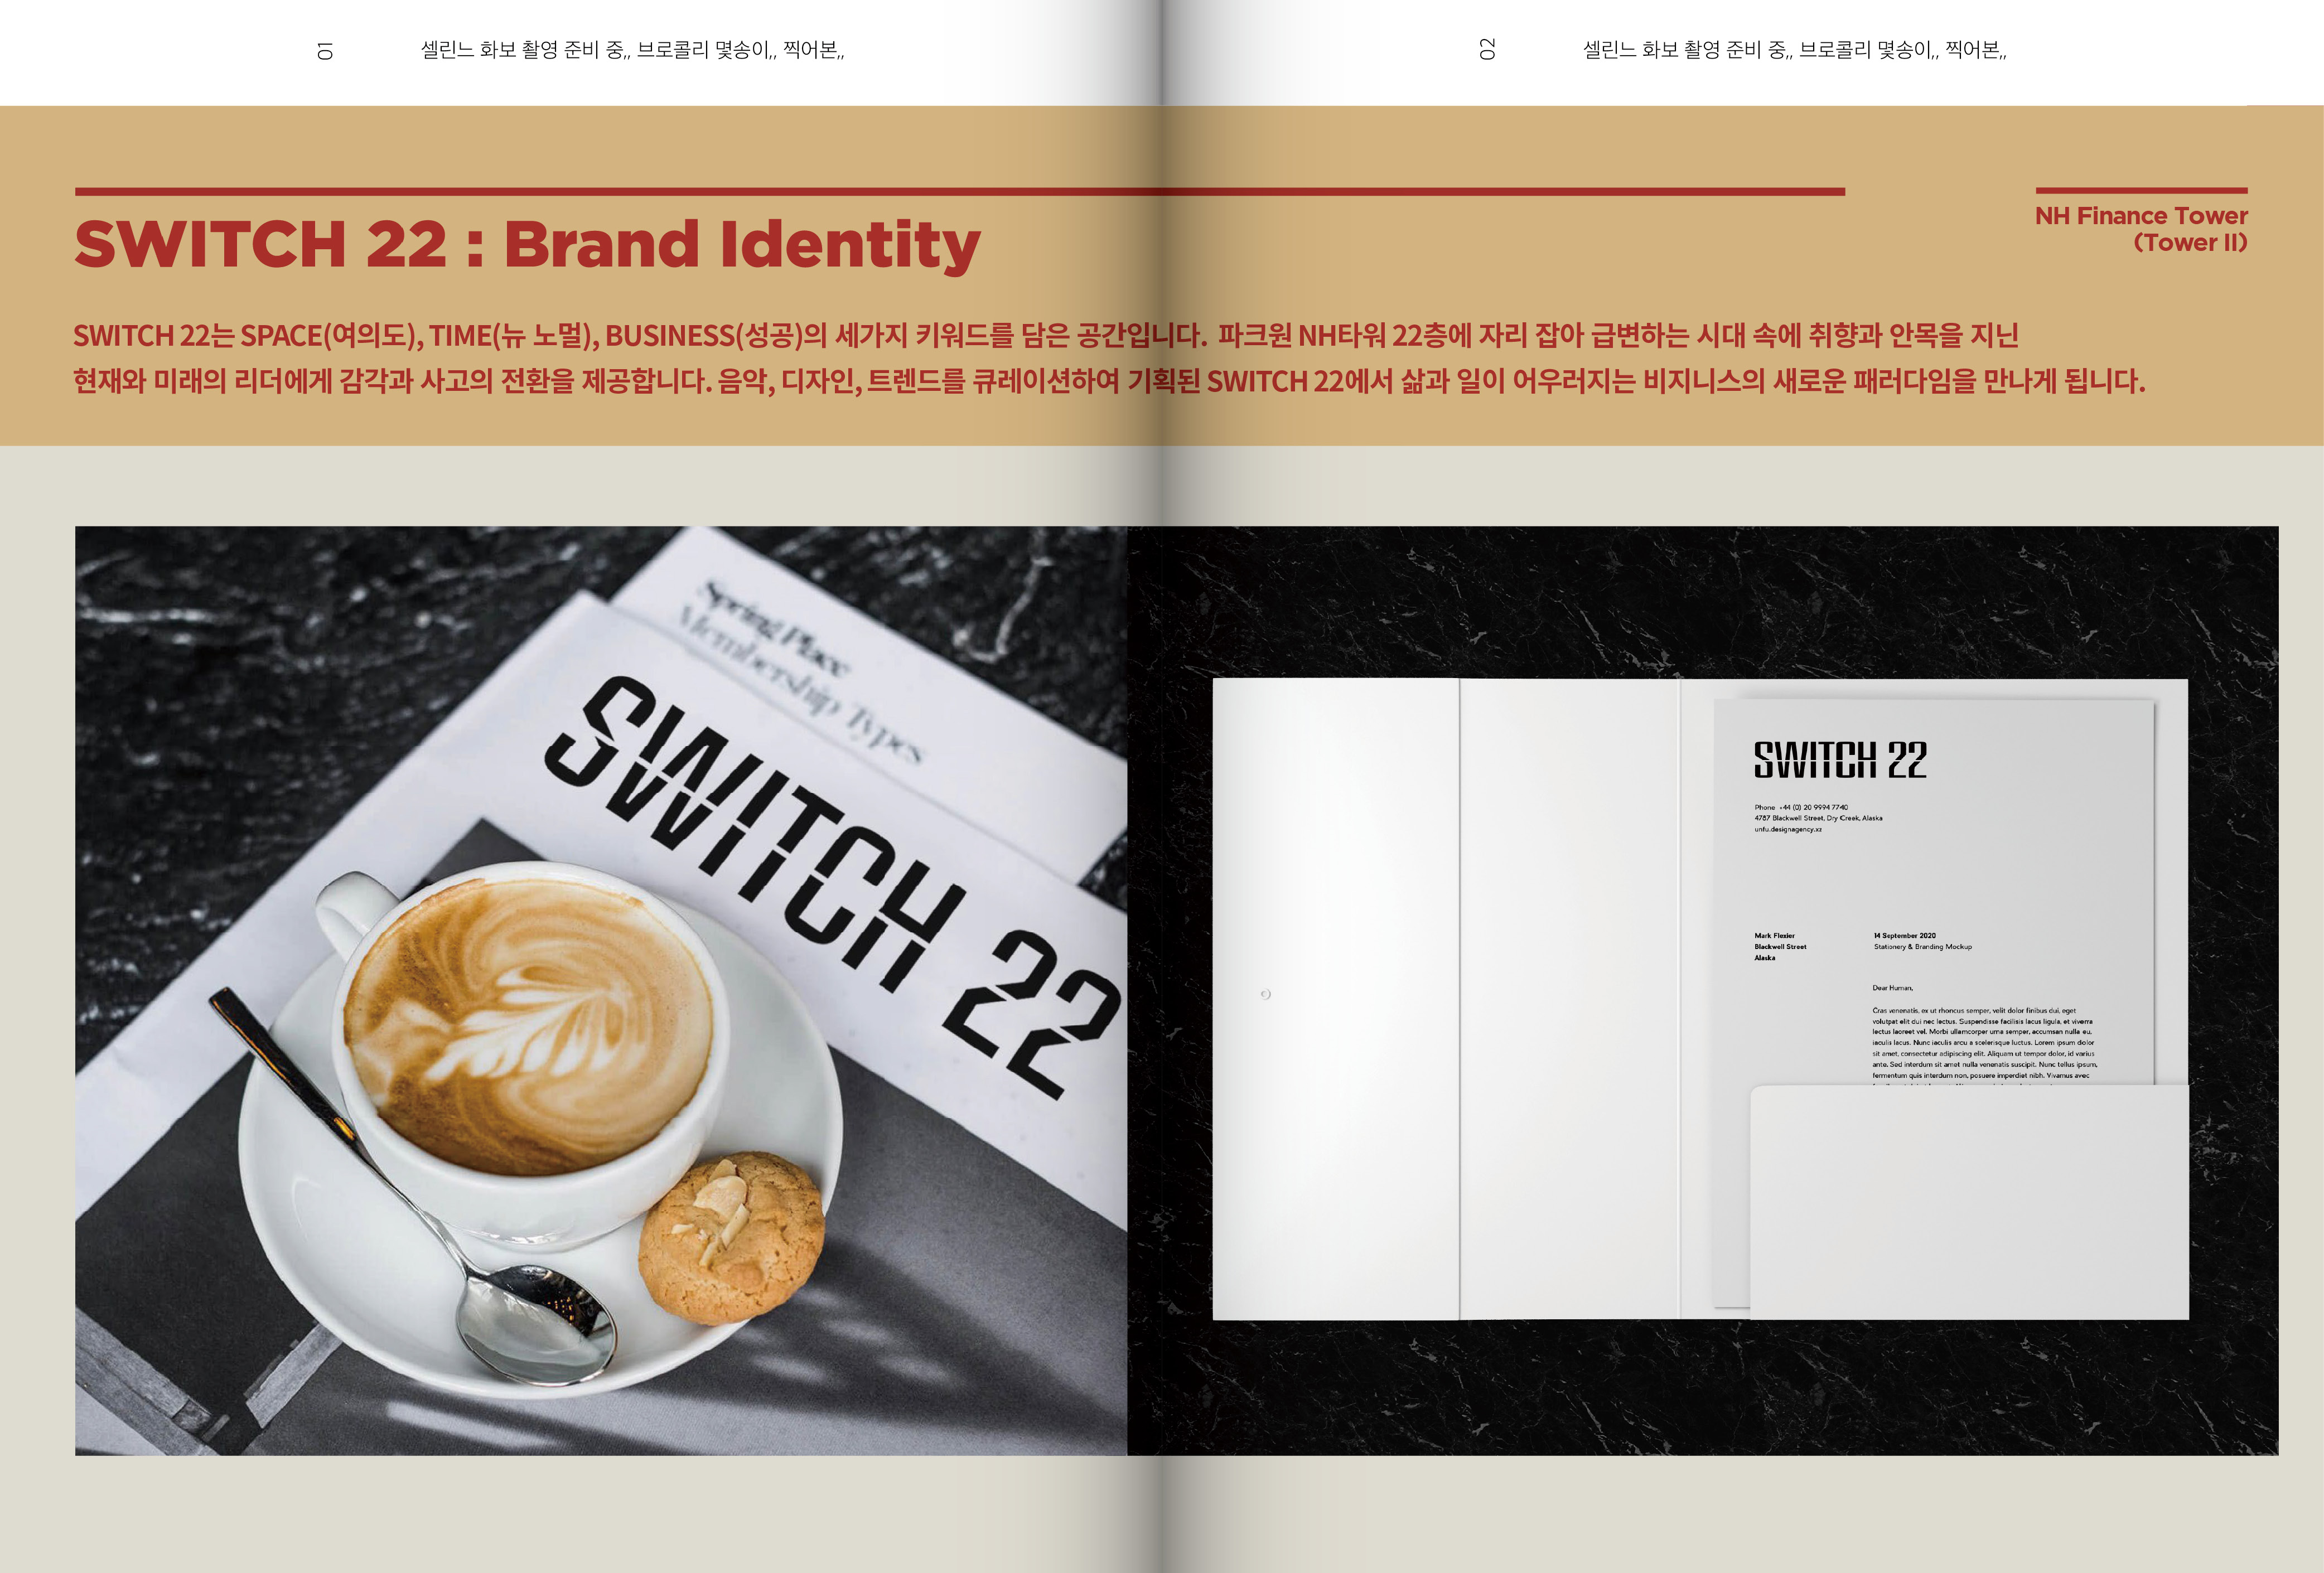 01
셀린느 화보 촬영 준비 중,, 브로콜리 몇송이,, 찍어본,,
02
셀린느 화보 촬영 준비 중,, 브로콜리 몇송이,, 찍어본,,
SWITCH 22 : Brand Identity
NH Finance Tower
(Tower II)
SWITCH 22는 SPACE(여의도), TIME(뉴 노멀), BUSINESS(성공)의 세가지 키워드를 담은 공간입니다. 파크원 NH타워 22층에 자리 잡아 급변하는 시대 속에 취향과 안목을 지닌
현재와 미래의 리더에게 감각과 사고의 전환을 제공합니다. 음악, 디자인, 트렌드를 큐레이션하여 기획된 SWITCH 22에서 삶과 일이 어우러지는 비지니스의 새로운 패러다임을 만나게 됩니다.
Spring Place
Membership Types
SWITCH 22
SWITCH 22
Phone +44 (0) 20 9994 7740
4787 Blackwell Street, Dry Creek, Alaska
unfu.designagency.xz
Mark Flexier
Blackwell Street
Alaska
14 September 2020
Stationery & Branding Mockup
Dear Human,
Cras venenatis, ex ut rhoncus semper, velit dolor finibus dui, eget
volutpat elit dui nec lectus. Suspendisse facilisis lacus ligula, et viverra
lectus laoreet vel. Morbi ullamcorper urna semper, accumsan nulla eu,
iaculis lacus. Nunc iaculis arcu a scelerisque luctus. Lorem ipsum dolor
sit amet, consectetur adipiscing elit. Aliquam ut tempor dolor, id varius
ante. Sed interdum sit amet nulla venenatis suscipit. Nunc tellus ipsum,
fermentum quis interdum non, posuere imperdiet nibh. Vivamus avec